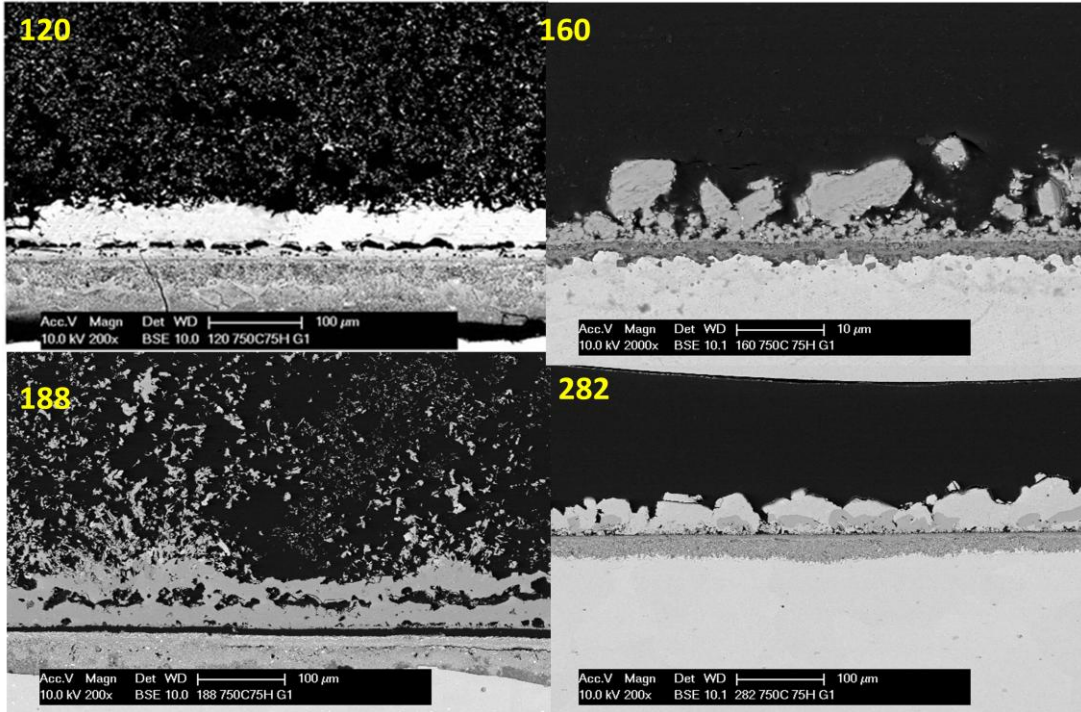 120
Acc.V Magn Det WD 100 µm
10.0 kV 200x BSE 10.0 120 750C75H G1
160
Acc.V Magn Det WD 10 µm
10.0 kV 2000x BSE 10.1 160 750C 75H G1
188
Acc.V Magn Det WD 100 µm
10.0 kV 200x BSE 10.0 188 750C75H G1
282
Acc.V Magn Det WD 100 µm
10.0 kV 200x BSE 10.1 282 750C 75H G1